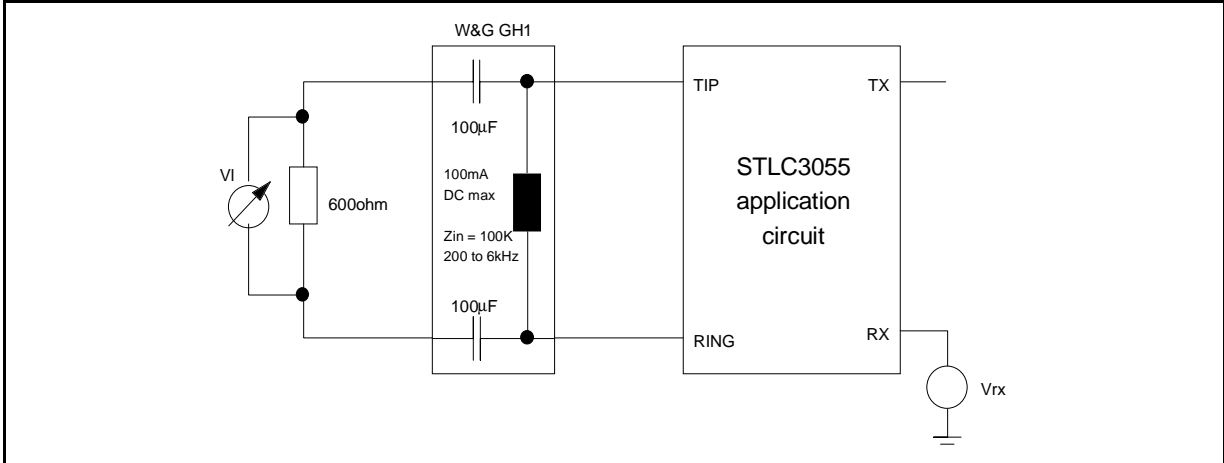 W&G GH1
TIP
TX
100μF
VI
600ohm
100mA
DC max
Zin = 100K
200 to 6kHz
STLC3055
application
circuit
100μF
RING
RX
Vrx